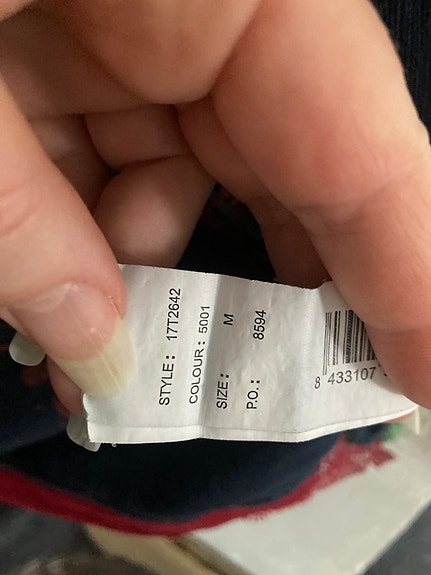 STYLE: 17T2642
COLOUR: 5001
SIZE: M
P.O.: 8594
8 433107